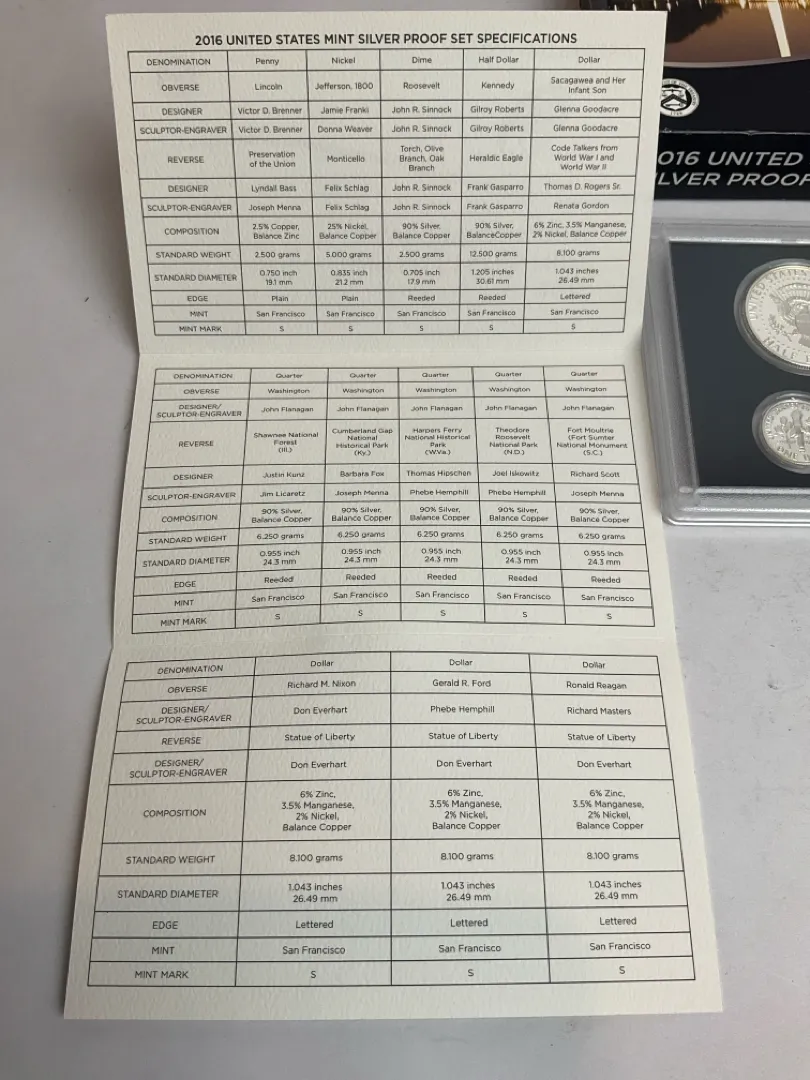 2016 UNITED STATES MINT SILVER PROOF SET SPECIFICATIONS
DENOMINATION Penny Nickel Dime Half Dollar Dollar
OBVERSE Lincoln Jefferson, 1800 Roosevelt Kennedy Sacagawea and Her
Infant Son
DESIGNER Victor D. Brenner Jamie Franki John R. Sinnock Gilroy Roberts Glenna Goodacre
SCULPTOR-ENGRAVER Victor D. Brenner Donna Weaver John R. Sinnock Gilroy Roberts Glenna Goodacre
REVERSE Preservation
of the Union Monticello Torch, Olive
Branch, Oak
Branch Heraldic Eagle Code Talkers from
World War I and
World War II
DESIGNER Lyndall Bass Felix Schlag John R. Sinnock Frank Gasparro Thomas D. Rogers Sr.
SCULPTOR-ENGRAVER Joseph Menna Felix Schlag John R. Sinnock Frank Gasparro Renata Gordon
COMPOSITION 2.5% Copper,
Balance Zinc 25% Nickel,
Balance Copper 90% Silver,
Balance Copper 90% Silver,
BalanceCopper 6% Zinc, 3.5% Manganese,
2% Nickel, Balance Copper
STANDARD WEIGHT 2.500 grams 5.000 grams 2.500 grams 12.500 grams 8.100 grams
STANDARD DIAMETER 0.750 inch
19.1 mm 0.835 inch
21.2 mm 0.705 inch
17.9 mm 1.205 inches
30.61 mm 1.043 inches
26.49 mm
EDGE Plain Plain Reeded Reeded Lettered
MINT San Francisco San Francisco San Francisco San Francisco San Francisco
MINT MARK S S S S S
DENOMINATION Quarter Quarter Quarter Quarter Quarter
OBVERSE Washington Washington Washington Washington Washington
DESIGNER/
SCULPTOR-ENGRAVER John Flanagan John Flanagan John Flanagan John Flanagan John Flanagan
REVERSE Shawnee National
Forest
(Ill.) Cumberland Gap
National
Historical Park
(Ky.) Harpers Ferry
National Historical
Park
(W.Va.) Theodore
Roosevelt
National Park
(N.D.) Fort Moultrie
(Fort Sumter
National Monument
(S.C.)
DESIGNER Justin Kunz Barbara Fox Thomas Hipschen Joel Iskowitz Richard Scott
SCULPTOR-ENGRAVER Jim Licaretz Joseph Menna Phebe Hemphill Phebe Hemphill Joseph Menna
COMPOSITION 90% Silver,
Balance Copper 90% Silver,
Balance Copper 90% Silver,
Balance Copper 90% Silver,
Balance Copper 90% Silver,
Balance Copper
STANDARD WEIGHT 6.250 grams 6.250 grams 6.250 grams 6.250 grams 6.250 grams
STANDARD DIAMETER 0.955 inch
24.3 mm 0.955 inch
24.3 mm 0.955 inch
24.3 mm 0.955 inch
24.3 mm 0.955 inch
24.3 mm
EDGE Reeded Reeded Reeded Reeded Reeded
MINT San Francisco San Francisco San Francisco San Francisco San Francisco
MINT MARK S S S S S
DENOMINATION Dollar Dollar Dollar
OBVERSE Richard M. Nixon Gerald R. Ford Ronald Reagan
DESIGNER/
SCULPTOR-ENGRAVER Don Everhart Phebe Hemphill Richard Masters
REVERSE Statue of Liberty Statue of Liberty Statue of Liberty
DESIGNER/
SCULPTOR-ENGRAVER Don Everhart Don Everhart Don Everhart
COMPOSITION 6% Zinc,
3.5% Manganese,
2% Nickel,
Balance Copper 6% Zinc,
3.5% Manganese,
2% Nickel,
Balance Copper 6% Zinc,
3.5% Manganese,
2% Nickel,
Balance Copper
STANDARD WEIGHT 8.100 grams 8.100 grams 8.100 grams
STANDARD DIAMETER 1.043 inches
26.49 mm 1.043 inches
26.49 mm 1.043 inches
26.49 mm
EDGE Lettered Lettered Lettered
MINT San Francisco San Francisco San Francisco
MINT MARK S S S
016 UNITED
LVER PROOF
UNITED STATES
HALF
ONE